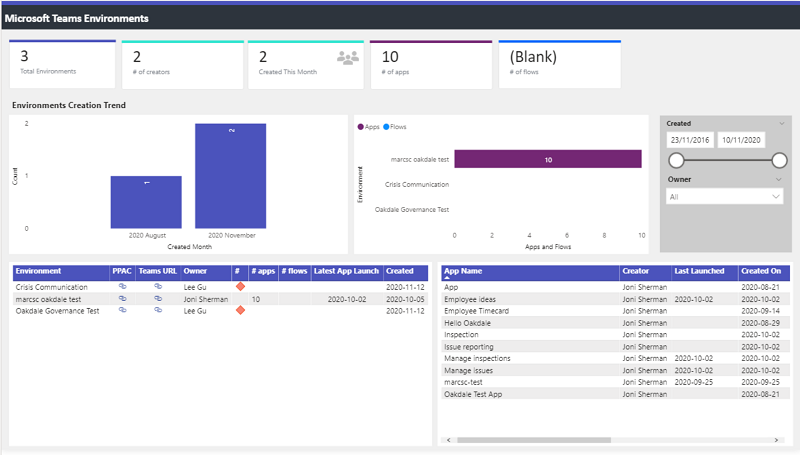 Microsoft Teams Environments
3
Total Environments
2
# of creators
2
Created This Month
10
# of apps
(Blank)
# of flows
Environments Creation Trend
2
1
0
Count
1
2
2020 August
2020 November
Created Month
Apps Flows
Environment
marcsc oakdale test
Crisis Communication
Oakdale Governance Test
10
0 2 4 6 8 10
Apps and Flows
Created
23/11/2016 10/11/2020
Owner
All
Environment PPAC Teams URL Owner # # apps # flows Latest App Launch Created
Crisis Communication Lee Gu 2020-11-12
marcsc oakdale test Joni Sherman 10 2020-10-02 2020-10-05
Oakdale Governance Test Lee Gu 2020-11-12
App Name Creator Last Launched Created On
App Joni Sherman 2020-08-21
Employee ideas Joni Sherman 2020-10-02 2020-10-02
Employee Timecard Joni Sherman 2020-09-14
Hello Oakdale Joni Sherman 2020-08-29
Inspection Joni Sherman 2020-10-02
Issue reporting Joni Sherman 2020-10-02
Manage inspections Joni Sherman 2020-10-02 2020-10-02
Manage issues Joni Sherman 2020-10-02 2020-10-02
marcsc-test Joni Sherman 2020-09-25 2020-09-25
Oakdale Test App Joni Sherman 2020-08-21